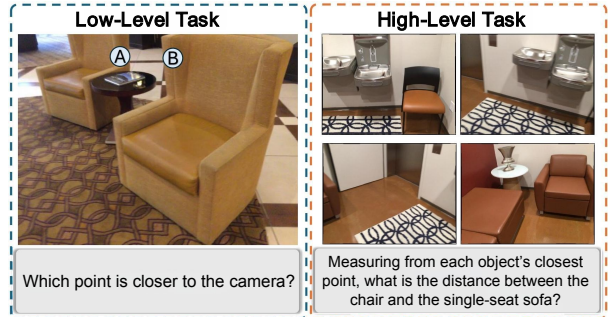 Low-Level Task
A
B
Which point is closer to the camera?
High-Level Task
Measuring from each object's closest
point, what is the distance between the
chair and the single-seat sofa?